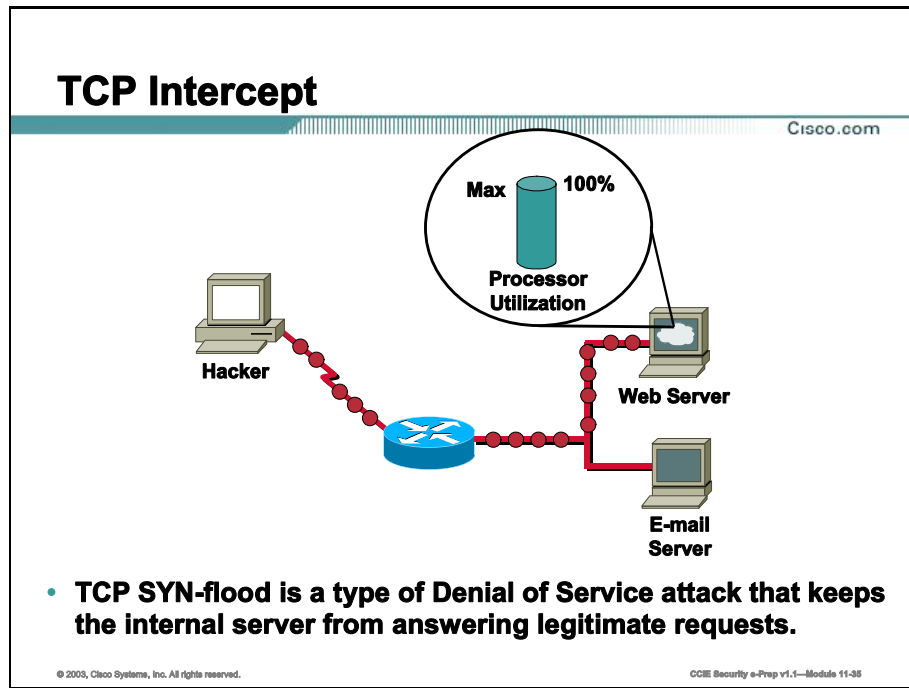 TCP Intercept
Cisco.com
Max 100%
Processor
Utilization
Hacker
Web Server
E-mail
Server
• TCP SYN-flood is a type of Denial of Service attack that keeps
the internal server from answering legitimate requests.
© 2003, Cisco Systems, Inc. All rights reserved.
CCIE Security e-Prep v1.1—Module 11-35